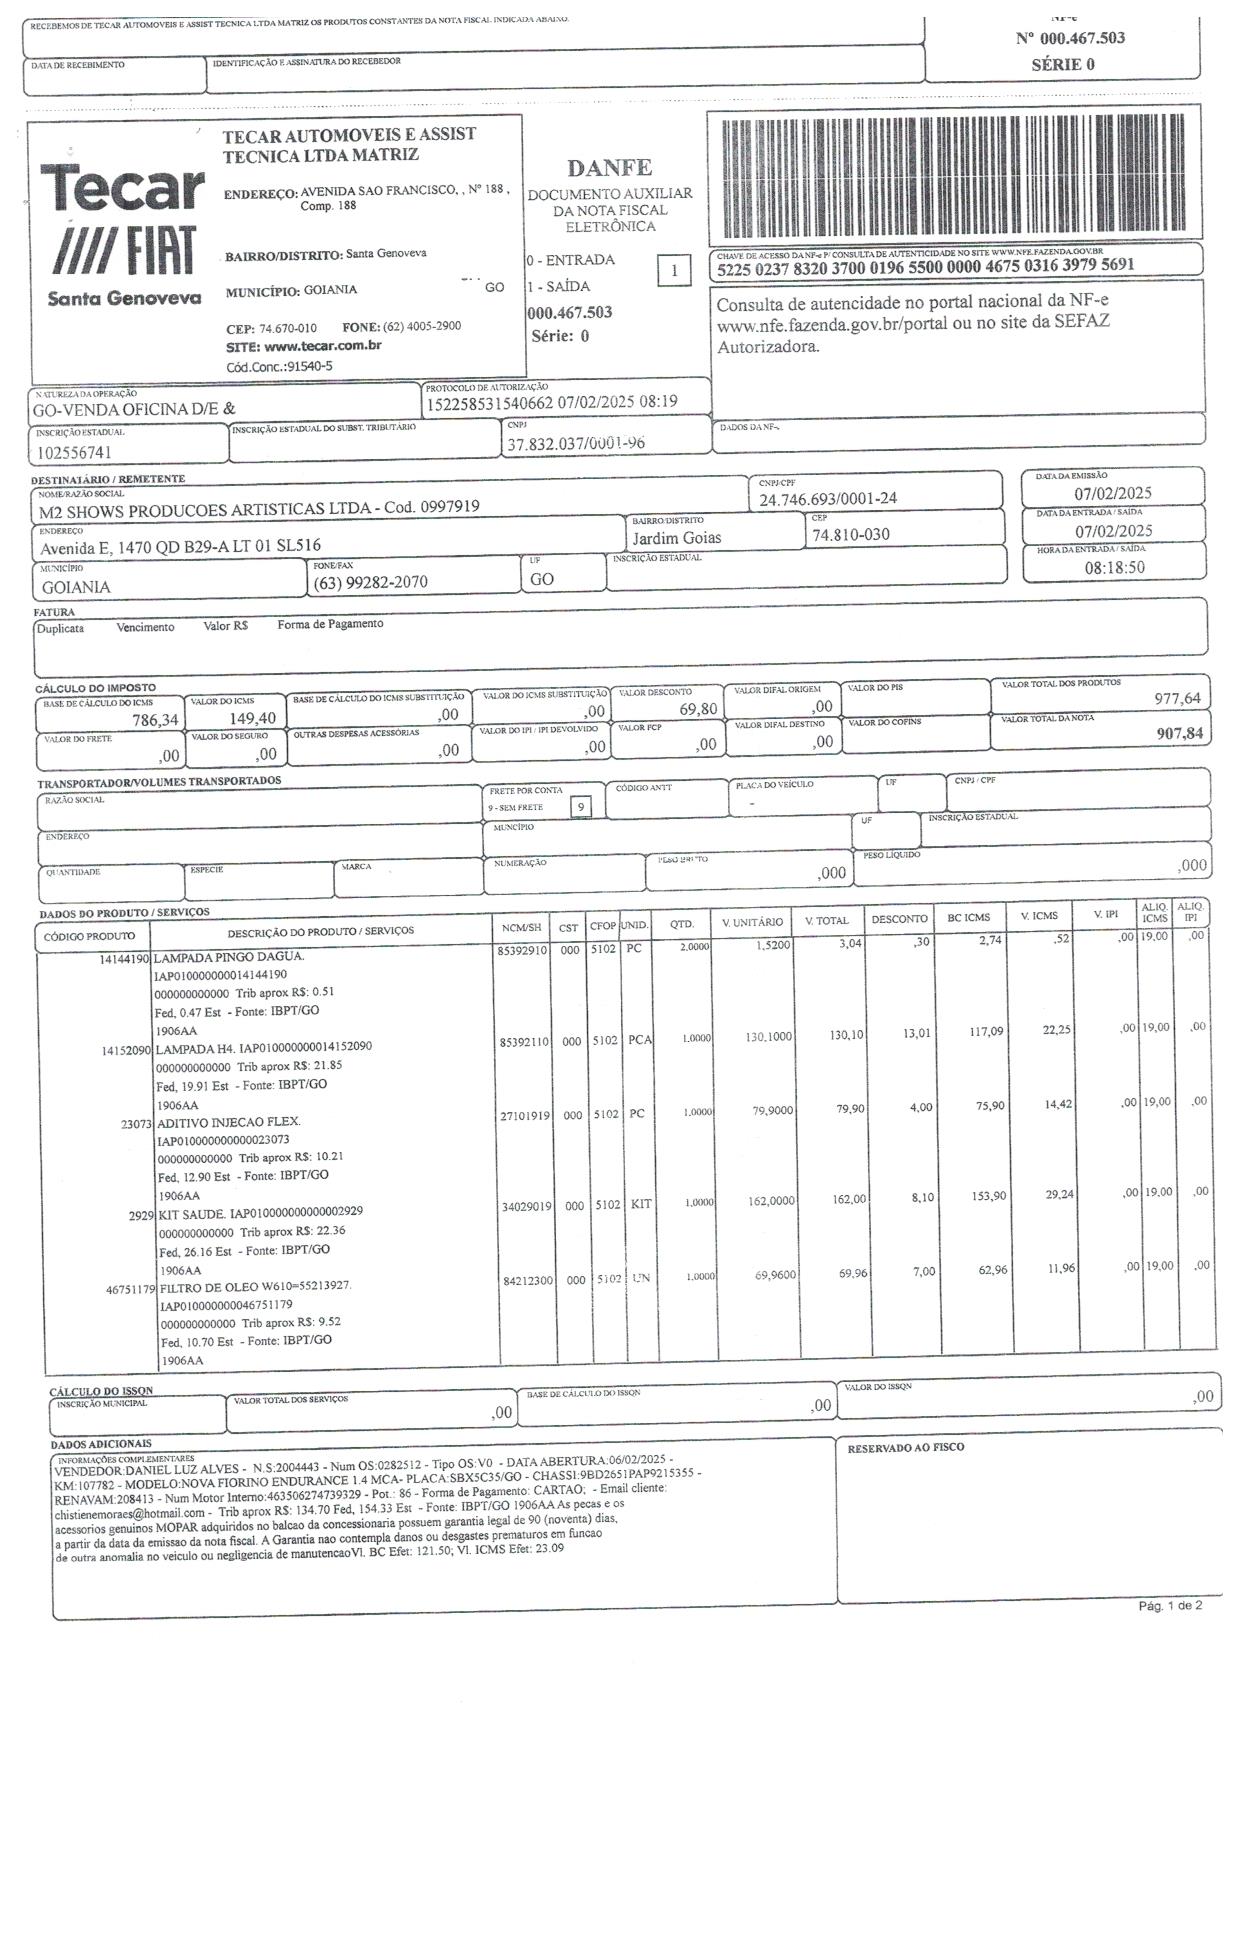 RECEBEMOS DE TECAR AUTOMOVEIS E ASSIST TECNICA LTDA MATRIZ OS PRODUTOS CONSTANTES DA NOTA FISCAL INDICADA ABAIXO.
NF-e
Nº 000.467.503
SÉRIE 0
DATA DE RECEBIMENTO
IDENTIFICAÇÃO E ASSINATURA DO RECEBEDOR
Tecar
FIAT
Santa Genoveva
TECAR AUTOMOVEIS E ASSIST
TECNICA LTDA MATRIZ
ENDEREÇO: AVENIDA SAO FRANCISCO, , Nº 188 ,
Comp. 188
BAIRRO/DISTRITO: Santa Genoveva
MUNICÍPIO: GOIANIA GO
CEP: 74.670-010 FONE: (62) 4005-2900
SITE: www.tecar.com.br
Cód.Conc.:91540-5
DANFE
DOCUMENTO AUXILIAR
DA NOTA FISCAL
ELETRÔNICA
0 - ENTRADA
1 - SAÍDA
1
000.467.503
Série: 0
CHAVE DE ACESSO DA NF-e P/ CONSULTA DE AUTENTICIDADE NO SITE WWW.NFE.FAZENDA.GOV.BR
5225 0237 8320 3700 0196 5500 0000 4675 0316 3979 5691
Consulta de autencidade no portal nacional da NF-e
www.nfe.fazenda.gov.br/portal ou no site da SEFAZ
Autorizadora.
NATUREZA DA OPERAÇÃO
GO-VENDA OFICINA D/E &
PROTOCOLO DE AUTORIZAÇÃO
152258531540662 07/02/2025 08:19
INSCRIÇÃO ESTADUAL
102556741
INSCRIÇÃO ESTADUAL DO SUBST. TRIBUTÁRIO
CNPJ
37.832.037/0001-96
DADOS DA NF-
DESTINATÁRIO / REMETENTE
NOME/RAZÃO SOCIAL
M2 SHOWS PRODUCOES ARTISTICAS LTDA - Cod. 0997919
CNPJ/CPF
24.746.693/0001-24
DATA DA EMISSÃO
07/02/2025
ENDEREÇO
Avenida E, 1470 QD B29-A LT 01 SL516
BAIRRO/DISTRITO
Jardim Goias
CEP
74.810-030
DATA DA ENTRADA / SAÍDA
07/02/2025
MUNICÍPIO
GOIANIA
FONE/FAX
(63) 99282-2070
UF
GO
INSCRIÇÃO ESTADUAL
HORA DA ENTRADA / SAÍDA
08:18:50
FATURA
Duplicata Vencimento Valor R$ Forma de Pagamento
CÁLCULO DO IMPOSTO
BASE DE CÁLCULO DO ICMS
786,34
VALOR DO ICMS
149,40
BASE DE CÁLCULO DO ICMS SUBSTITUIÇÃO
,00
VALOR DO ICMS SUBSTITUIÇÃO
,00
VALOR DESCONTO
69,80
VALOR DIFAL ORIGEM
,00
VALOR DO PIS
VALOR TOTAL DOS PRODUTOS
977,64
VALOR DO FRETE
,00
VALOR DO SEGURO
,00
OUTRAS DESPESAS ACESSÓRIAS
,00
VALOR DO IPI / IPI DEVOLVIDO
,00
VALOR FCP
,00
VALOR DIFAL DESTINO
,00
VALOR DO COFINS
VALOR TOTAL DA NOTA
907,84
TRANSPORTADOR/VOLUMES TRANSPORTADOS
RAZÃO SOCIAL
FRETE POR CONTA
9 - SEM FRETE 9
CÓDIGO ANTT
PLACA DO VEÍCULO
-
UF
CNPJ / CPF
ENDEREÇO
MUNCÍPIO
UF
INSCRIÇÃO ESTADUAL
QUANTIDADE
ESPECIE
MARCA
NUMERAÇÃO
PESO BRUTO
,000
PESO LÍQUIDO
,000
DADOS DO PRODUTO / SERVIÇOS
CÓDIGO PRODUTO DESCRIÇÃO DO PRODUTO / SERVIÇOS NCM/SH CST CFOP UNID. QTD. V. UNITÁRIO V. TOTAL DESCONTO BC ICMS V. ICMS V. IPI ALIQ. ICMS ALIQ. IPI
14144190 LAMPADA PINGO DAGUA. 85392910 000 5102 PC 2,0000 1,5200 3,04 ,30 2,74 ,52 ,00 19,00 ,00
IAP010000000014144190
000000000000 Trib aprox R$: 0.51
Fed, 0.47 Est - Fonte: IBPT/GO
1906AA
14152090 LAMPADA H4. IAP010000000014152090 85392110 000 5102 PCA 1,0000 130,1000 130,10 13,01 117,09 22,25 ,00 19,00 ,00
000000000000 Trib aprox R$: 21.85
Fed, 19.91 Est - Fonte: IBPT/GO
1906AA
23073 ADITIVO INJECAO FLEX. 27101919 000 5102 PC 1,0000 79,9000 79,90 4,00 75,90 14,42 ,00 19,00 ,00
IAP010000000000023073
000000000000 Trib aprox R$: 10.21
Fed, 12.90 Est - Fonte: IBPT/GO
1906AA
2929 KIT SAUDE. IAP010000000000002929 34029019 000 5102 KIT 1,0000 162,0000 162,00 8,10 153,90 29,24 ,00 19,00 ,00
000000000000 Trib aprox R$: 22.36
Fed, 26.16 Est - Fonte: IBPT/GO
1906AA
46751179 FILTRO DE OLEO W610=55213927. 84212300 000 5102 UN 1,0000 69,9600 69,96 7,00 62,96 11,96 ,00 19,00 ,00
IAP010000000046751179
000000000000 Trib aprox R$: 9.52
Fed, 10.70 Est - Fonte: IBPT/GO
1906AA
CÁLCULO DO ISSQN
INSCRIÇÃO MUNICIPAL
VALOR TOTAL DOS SERVIÇOS
,00
BASE DE CÁLCULO DO ISSQN
,00
VALOR DO ISSQN
,00
DADOS ADICIONAIS
INFORMAÇÕES COMPLEMENTARES
VENDEDOR:DANIEL LUZ ALVES - N.S:2004443 - Num OS:0282512 - Tipo OS:V0 - DATA ABERTURA:06/02/2025 -
KM:107782 - MODELO:NOVA FIORINO ENDURANCE 1.4 MCA- PLACA:SBX5C35/GO - CHASSI:9BD2651PAP9215355 -
RENAVAM:208413 - Num Motor Interno:463506274739329 - Pot.: 86 - Forma de Pagamento: CARTAO; - Email cliente:
chistienemoraes@hotmail.com - Trib aprox R$: 134.70 Fed, 154.33 Est - Fonte: IBPT/GO 1906AA As pecas e os
acessorios genuinos MOPAR adquiridos no balcao da concessionaria possuem garantia legal de 90 (noventa) dias,
a partir da data da emissao da nota fiscal. A Garantia nao contempla danos ou desgastes prematuros em funcao
de outra anomalia no veiculo ou negligencia de manutencaoVl. BC Efet: 121.50; Vl. ICMS Efet: 23.09
RESERVADO AO FISCO
Pág. 1 de 2